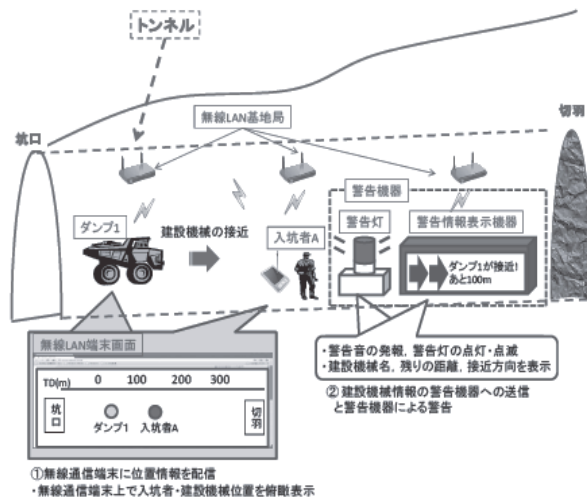 トンネル
坑口
切羽
無線LAN基地局
警告機器
ダンプ1
建設機械の接近
入坑者A
警告灯
警告情報表示機器
ダンプ1が接近!
あと100m
無線LAN端末画面
TD(m) 0 100 200 300
坑口
切羽
ダンプ1 入坑者A
・警告音の発報，警告灯の点灯・点滅
・建設機械名，残りの距離，接近方向を表示
② 建設機械情報の警告機器への送信
と警告機器による警告
①無線通信端末に位置情報を配信
・無線通信端末上で入坑者・建設機械位置を俯瞰表示